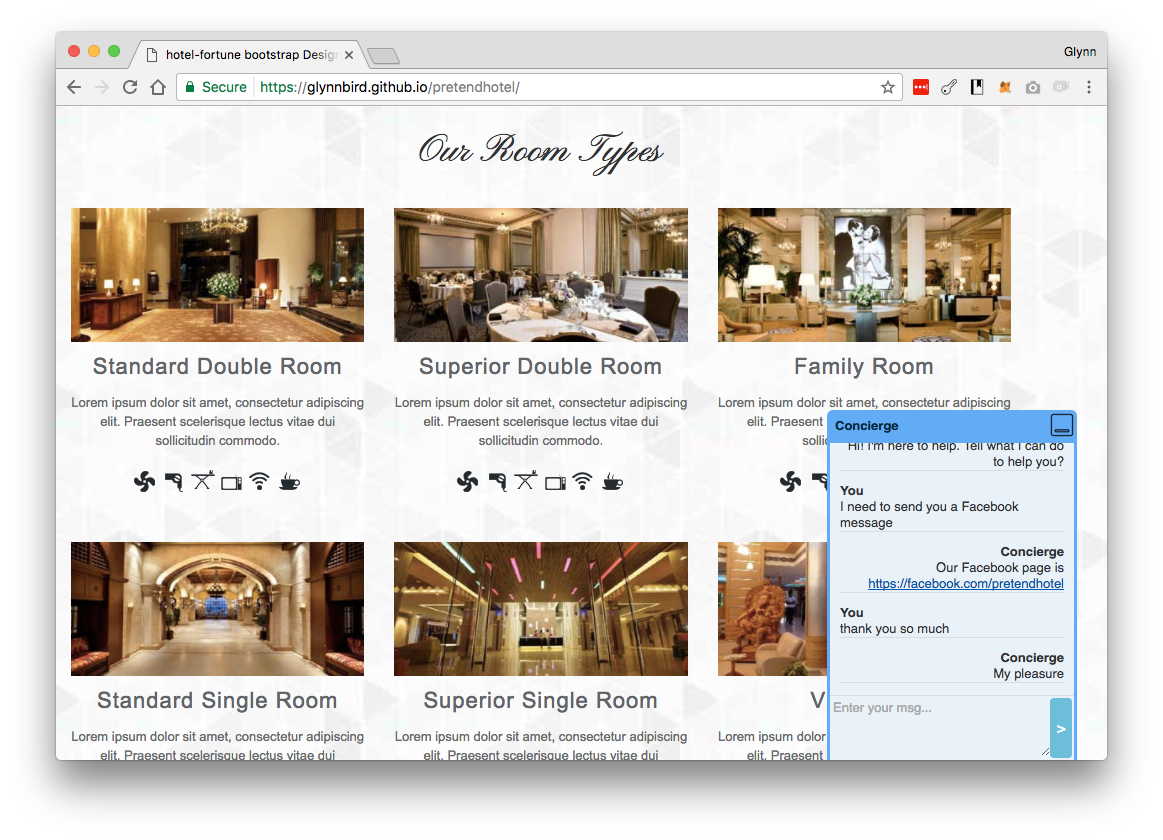 hotel-fortune bootstrap Design
Glynn
Secure
https://glynnbird.github.io/pretendhotel/
Our Room Types
Standard Double Room
Lorem ipsum dolor sit amet, consectetur adipiscing
elit. Praesent scelerisque lectus vitae dui
sollicitudin commodo.
Superior Double Room
Lorem ipsum dolor sit amet, consectetur adipiscing
elit. Praesent scelerisque lectus vitae dui
sollicitudin commodo.
Family Room
Lorem ipsum dolor sit amet, consectetur adipiscing
elit. Praesent
Standard Single Room
Lorem ipsum dolor sit amet, consectetur adipiscing
elit. Praesent scelerisque lectus vitae dui
Superior Single Room
Lorem ipsum dolor sit amet, consectetur adipiscing
elit. Praesent scelerisque lectus vitae dui
V
Lorem ipsum dolor
elit. Praesent
Concierge
Hi! I'm here to help. Tell what I can do
to help you?
You
I need to send you a Facebook
message
Concierge
Our Facebook page is
https://facebook.com/pretendhotel
You
thank you so much
Concierge
My pleasure
Enter your msg...
>